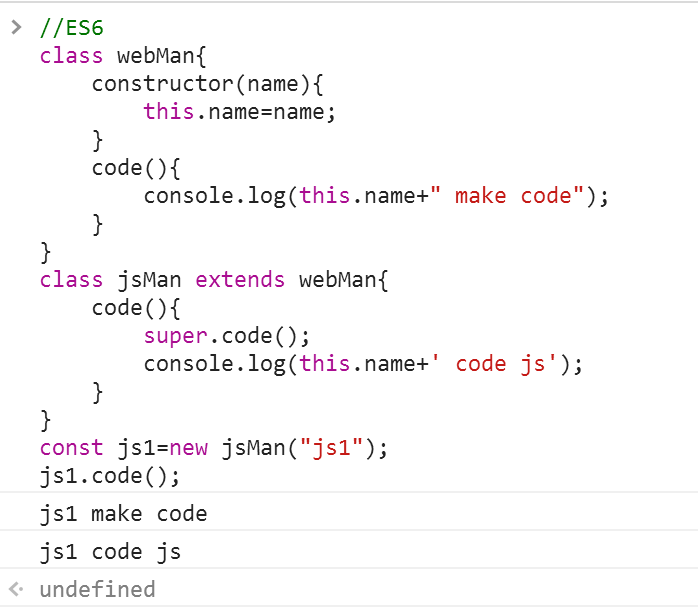 //ES6
class webMan{
    constructor(name){
        this.name=name;
    }
    code(){
        console.log(this.name+" make code");
    }
}
class jsMan extends webMan{
    code(){
        super.code();
        console.log(this.name+' code js');
    }
}
const js1=new jsMan("js1");
js1.code();
js1 make code
js1 code js
undefined